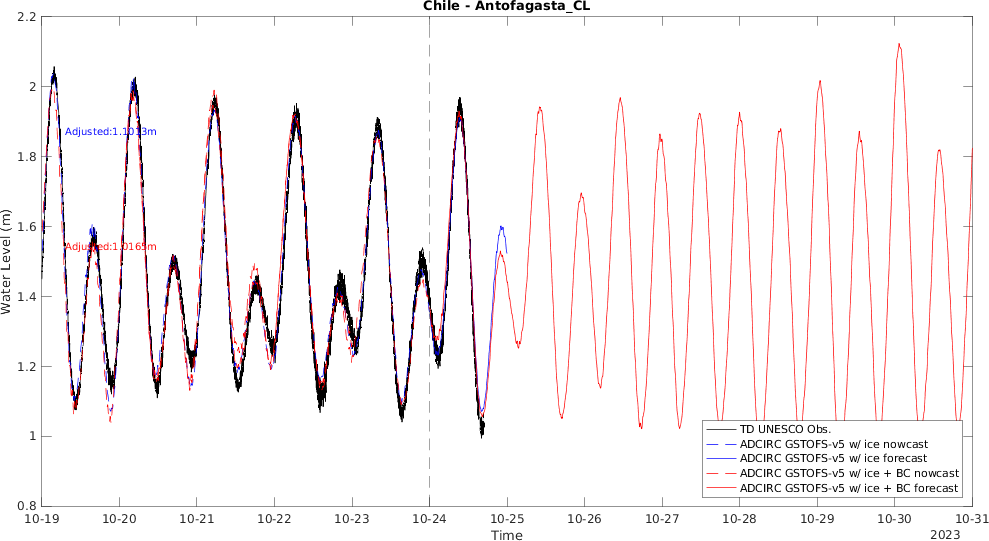 Chile - Antofagasta_CL
2.2
2
1.8
1.6
1.4
1.2
1
0.8
Water Level (m)
Adjusted:1.1013m
Adjusted:1.0165m
TD UNESCO Obs.
ADCIRC GSTOFS-v5 w/ ice nowcast
ADCIRC GSTOFS-v5 w/ ice forecast
ADCIRC GSTOFS-v5 w/ ice + BC nowcast
ADCIRC GSTOFS-v5 w/ ice + BC forecast
10-19 10-20 10-21 10-22 10-23 10-24 10-25 10-26 10-27 10-28 10-29 10-30 10-31
Time
2023